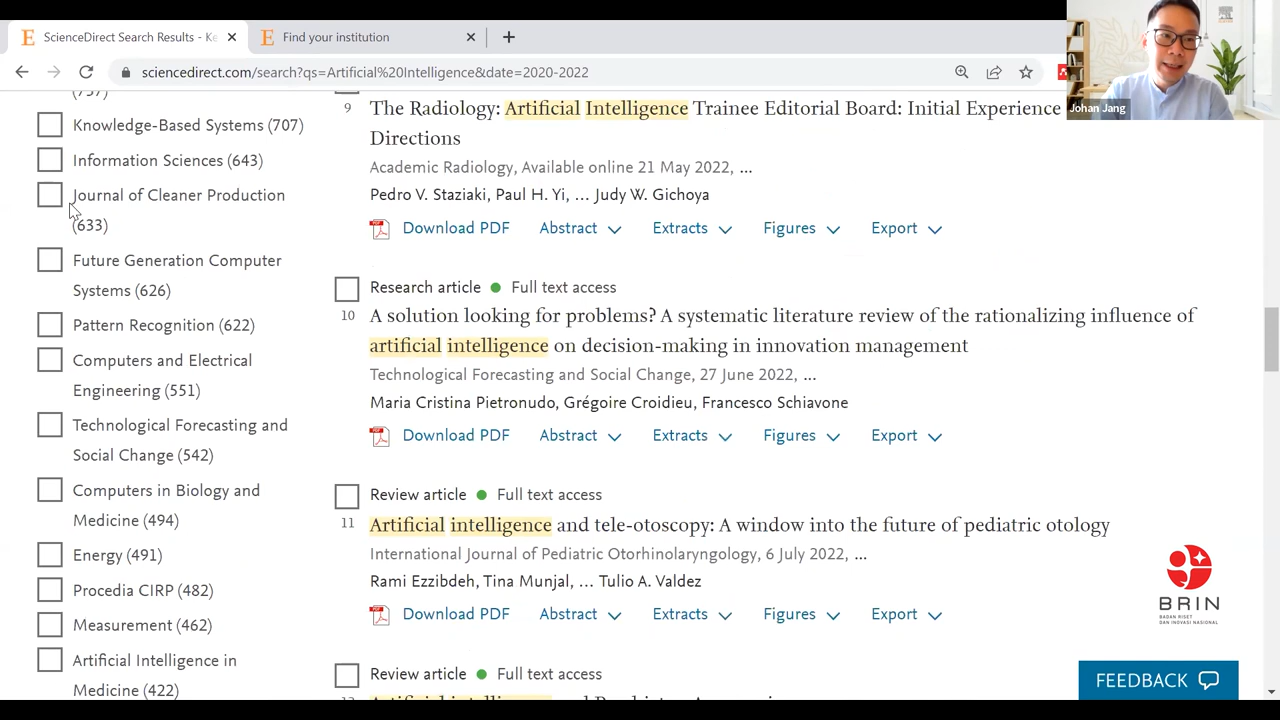 ScienceDirect Search Results - Ke
Find your institution
sciencedirect.com/search?qs=Artificial%20Intelligence&date=2020-2022
Johan Jang
(757)
Knowledge-Based Systems (707)
Information Sciences (643)
Journal of Cleaner Production
(633)
Future Generation Computer
Systems (626)
Pattern Recognition (622)
Computers and Electrical
Engineering (551)
Technological Forecasting and
Social Change (542)
Computers in Biology and
Medicine (494)
Energy (491)
Procedia CIRP (482)
Measurement (462)
Artificial Intelligence in
Medicine (422)
9
The Radiology: Artificial Intelligence Trainee Editorial Board: Initial Experience
Directions
Academic Radiology, Available online 21 May 2022, ...
Pedro V. Staziaki, Paul H. Yi, ... Judy W. Gichoya
Download PDF Abstract Extracts Figures Export
Research article ● Full text access
10
A solution looking for problems? A systematic literature review of the rationalizing influence of
artificial intelligence on decision-making in innovation management
Technological Forecasting and Social Change, 27 June 2022, ...
Maria Cristina Pietronudo, Grégoire Croidieu, Francesco Schiavone
Download PDF Abstract Extracts Figures Export
Review article ● Full text access
11
Artificial intelligence and tele-otoscopy: A window into the future of pediatric otology
International Journal of Pediatric Otorhinolaryngology, 6 July 2022, ...
Rami Ezzibdeh, Tina Munjal, ... Tulio A. Valdez
Download PDF Abstract Extracts Figures Export
Review article ● Full text access
BRIN
BADAN RISET
DAN INOVASI NASIONAL
FEEDBACK